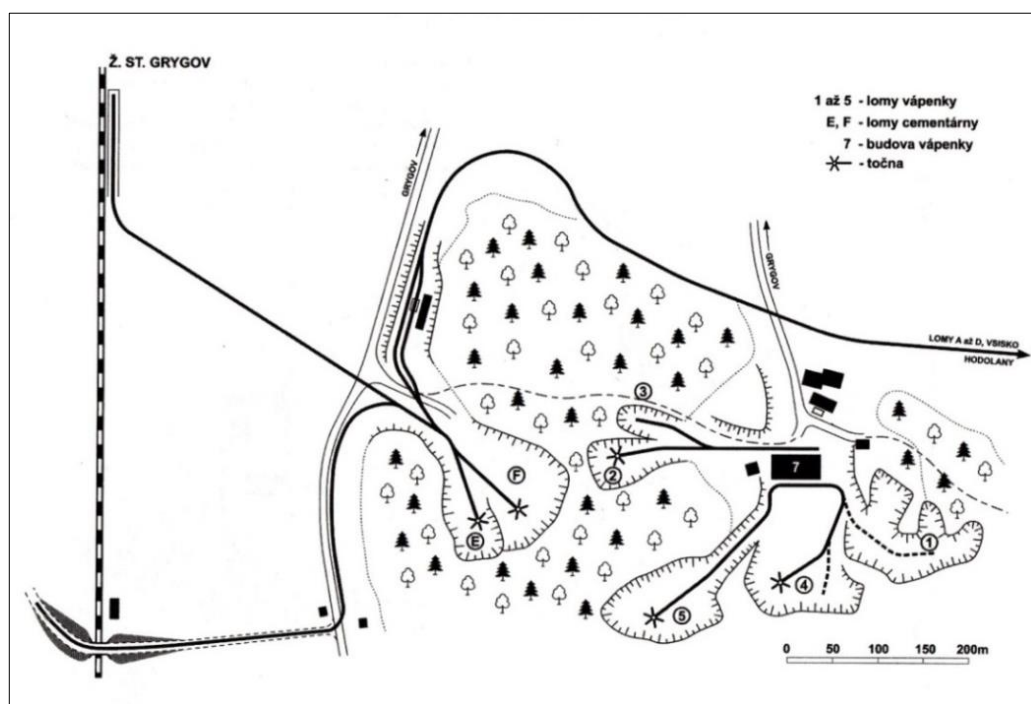 Ž. ST. GRYGOV
1 až 5 - lomy vápenky
E, F - lomy cementárny
7 - budova vápenky
- točna
GRYGOV
GRYGOV
LOMY A až D, VSISKO
HODOLANY
3
F
2
7
E
1
4
5
0 50 100 150 200m